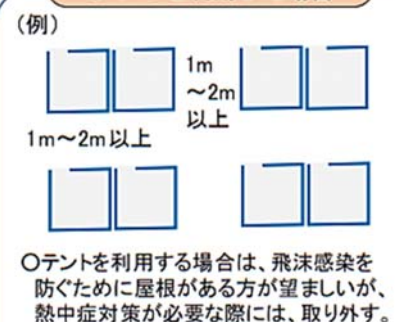 (例)
1m
～2m
以上
1m～2m以上
○テントを利用する場合は、飛沫感染を
防ぐために屋根がある方が望ましいが、
熱中症対策が必要な際には、取り外す。